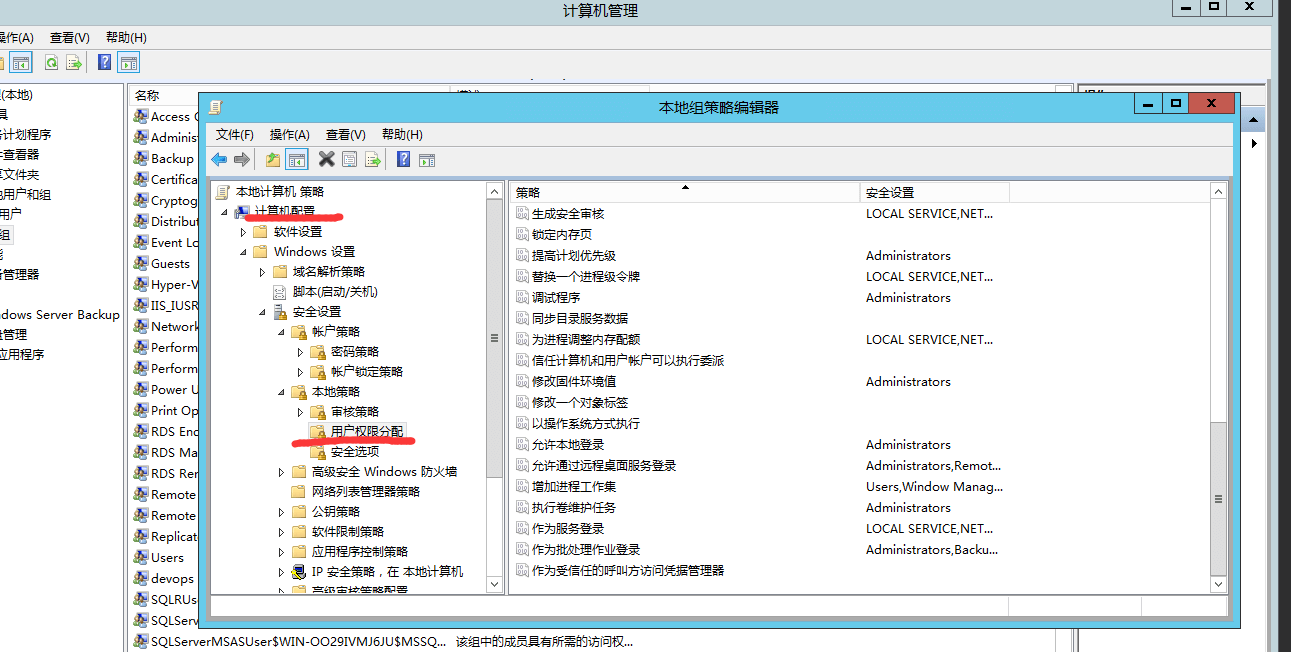 计算机管理
操作(A) 查看(V) 帮助(H)
(本地)
计划程序
查看器
文件夹
用户和组
用户
组
管理器
dows Server Backup
管理
应用程序
名称
Access C
Adminis
Backup
Certifica
Cryptog
Distribut
Event Lo
Guests
Hyper-V
IIS_IUSR
Network
Perform
Perform
Power U
Print Op
RDS End
RDS Ma
RDS Rer
Remote
Remote
Replicat
Users
devops
SQLRUs
SQLServ
SQLServerMSASUser$WIN-OO29IVMJ6JU$MSSQ... 该组中的成员具有所需的访问权...
本地组策略编辑器
文件(F) 操作(A) 查看(V) 帮助(H)
本地计算机 策略
计算机配置
软件设置
Windows 设置
域名解析策略
脚本(启动/关机)
安全设置
帐户策略
密码策略
帐户锁定策略
本地策略
审核策略
用户权限分配
安全选项
高级安全 Windows 防火墙
网络列表管理器策略
公钥策略
软件限制策略
应用程序控制策略
IP 安全策略，在 本地计算机
高级审核策略配置
策略 安全设置
生成安全审核 LOCAL SERVICE,NET...
锁定内存页
提高计划优先级 Administrators
替换一个进程级令牌 LOCAL SERVICE,NET...
调试程序 Administrators
同步目录服务数据
为进程调整内存配额 LOCAL SERVICE,NET...
信任计算机和用户帐户可以执行委派
修改固件环境值 Administrators
修改一个对象标签
以操作系统方式执行
允许本地登录 Administrators
允许通过远程桌面服务登录 Administrators,Remot...
增加进程工作集 Users,Window Manag...
执行卷维护任务 Administrators
作为服务登录 LOCAL SERVICE,NET...
作为批处理作业登录 Administrators,Backu...
作为受信任的呼叫方访问凭据管理器